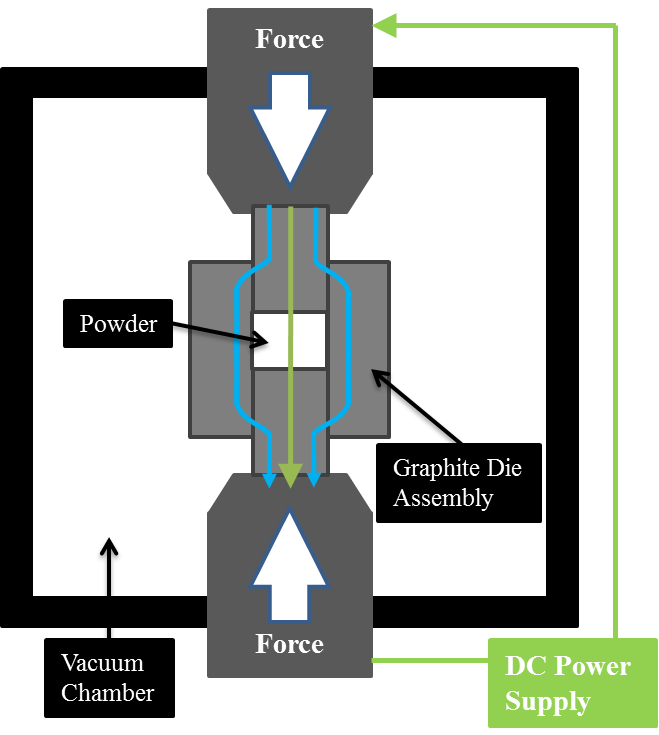 Force
Powder
Graphite Die
Assembly
Force
Vacuum
Chamber
DC Power
Supply